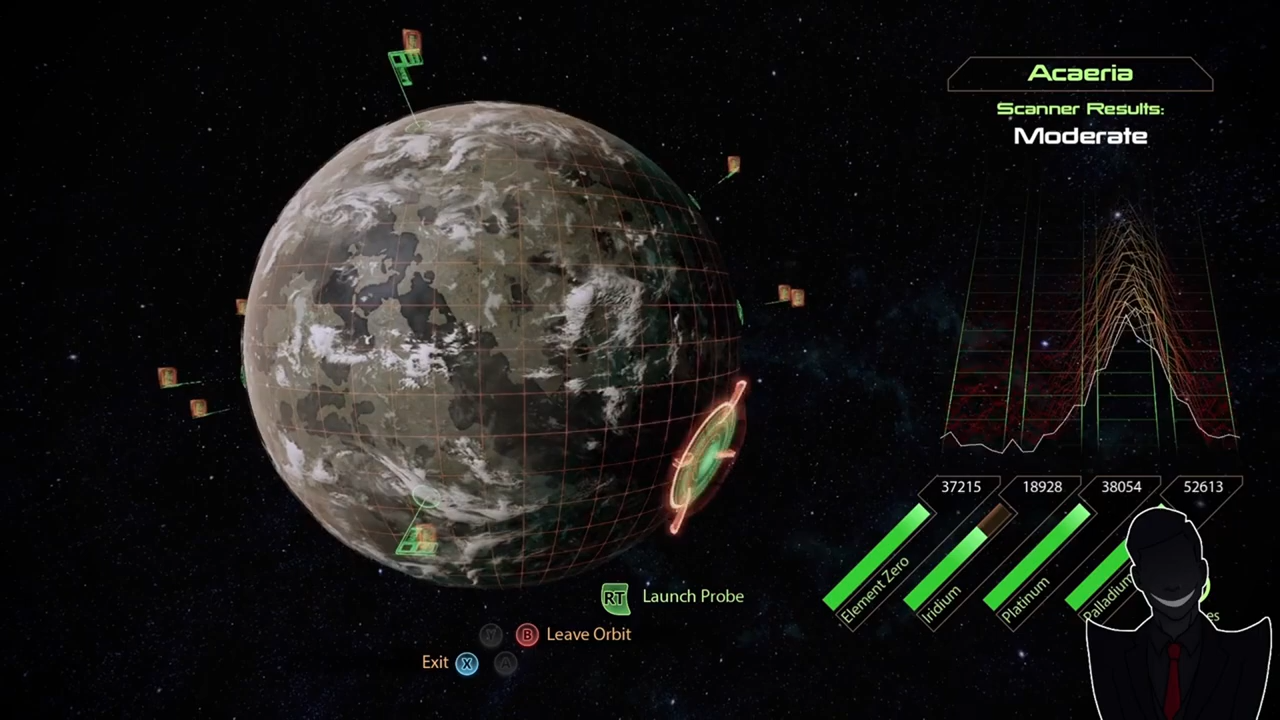 Acaeria
Scanner Results:
Moderate
37215 18928 38054 52613
Element Zero Iridium Platinum Palladium
RT Launch Probe
Y B Leave Orbit
Exit X A